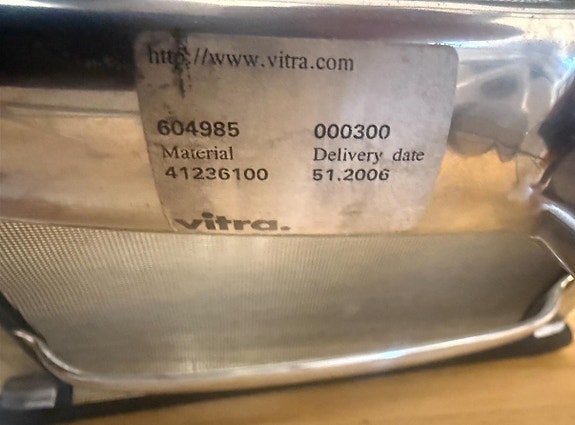 http://www.vitra.com
604985 000300
Material Delivery date
41236100 51.2006
vitra.